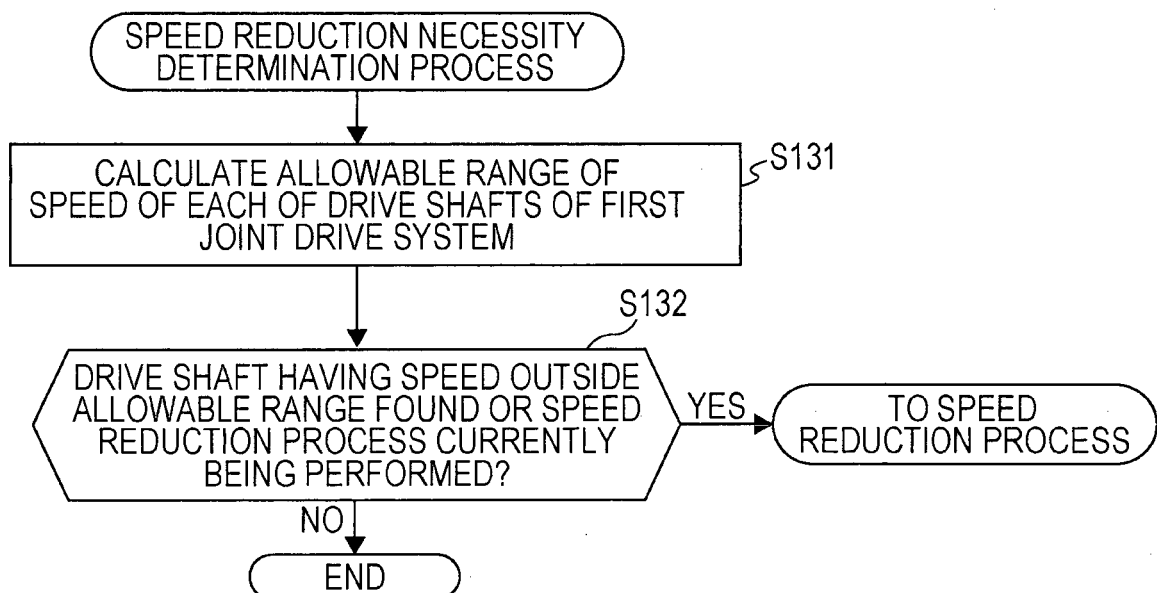 SPEED REDUCTION NECESSITY
DETERMINATION PROCESS
CALCULATE ALLOWABLE RANGE OF
SPEED OF EACH OF DRIVE SHAFTS OF FIRST
JOINT DRIVE SYSTEM
S131
S132
DRIVE SHAFT HAVING SPEED OUTSIDE
ALLOWABLE RANGE FOUND OR SPEED
REDUCTION PROCESS CURRENTLY
BEING PERFORMED?
YES
TO SPEED
REDUCTION PROCESS
NO
END